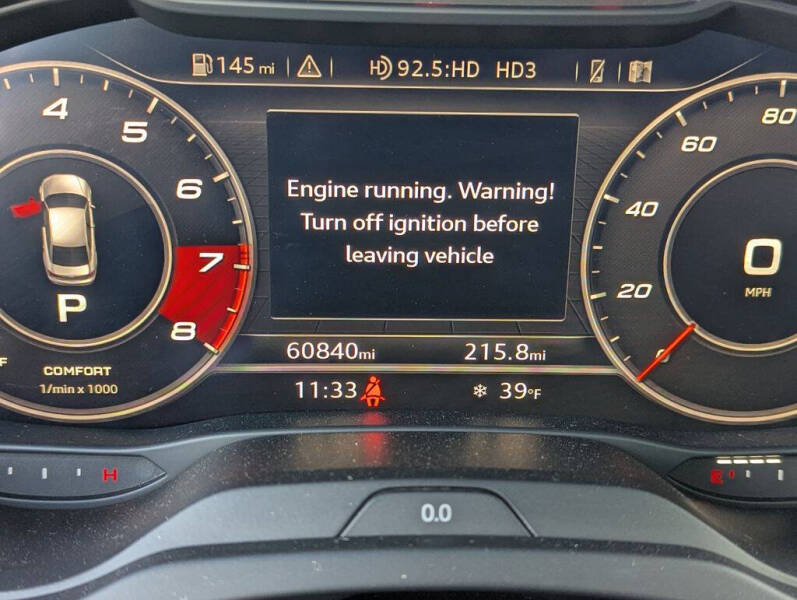 145 mi
92.5:HD HD3
4
5
6
7
8
P
F
COMFORT
1/min x 1000
Engine running. Warning!
Turn off ignition before
leaving vehicle
60840mi 215.8mi
11:33 39°F
80
60
40
20
0
0
MPH
H
E
0.0